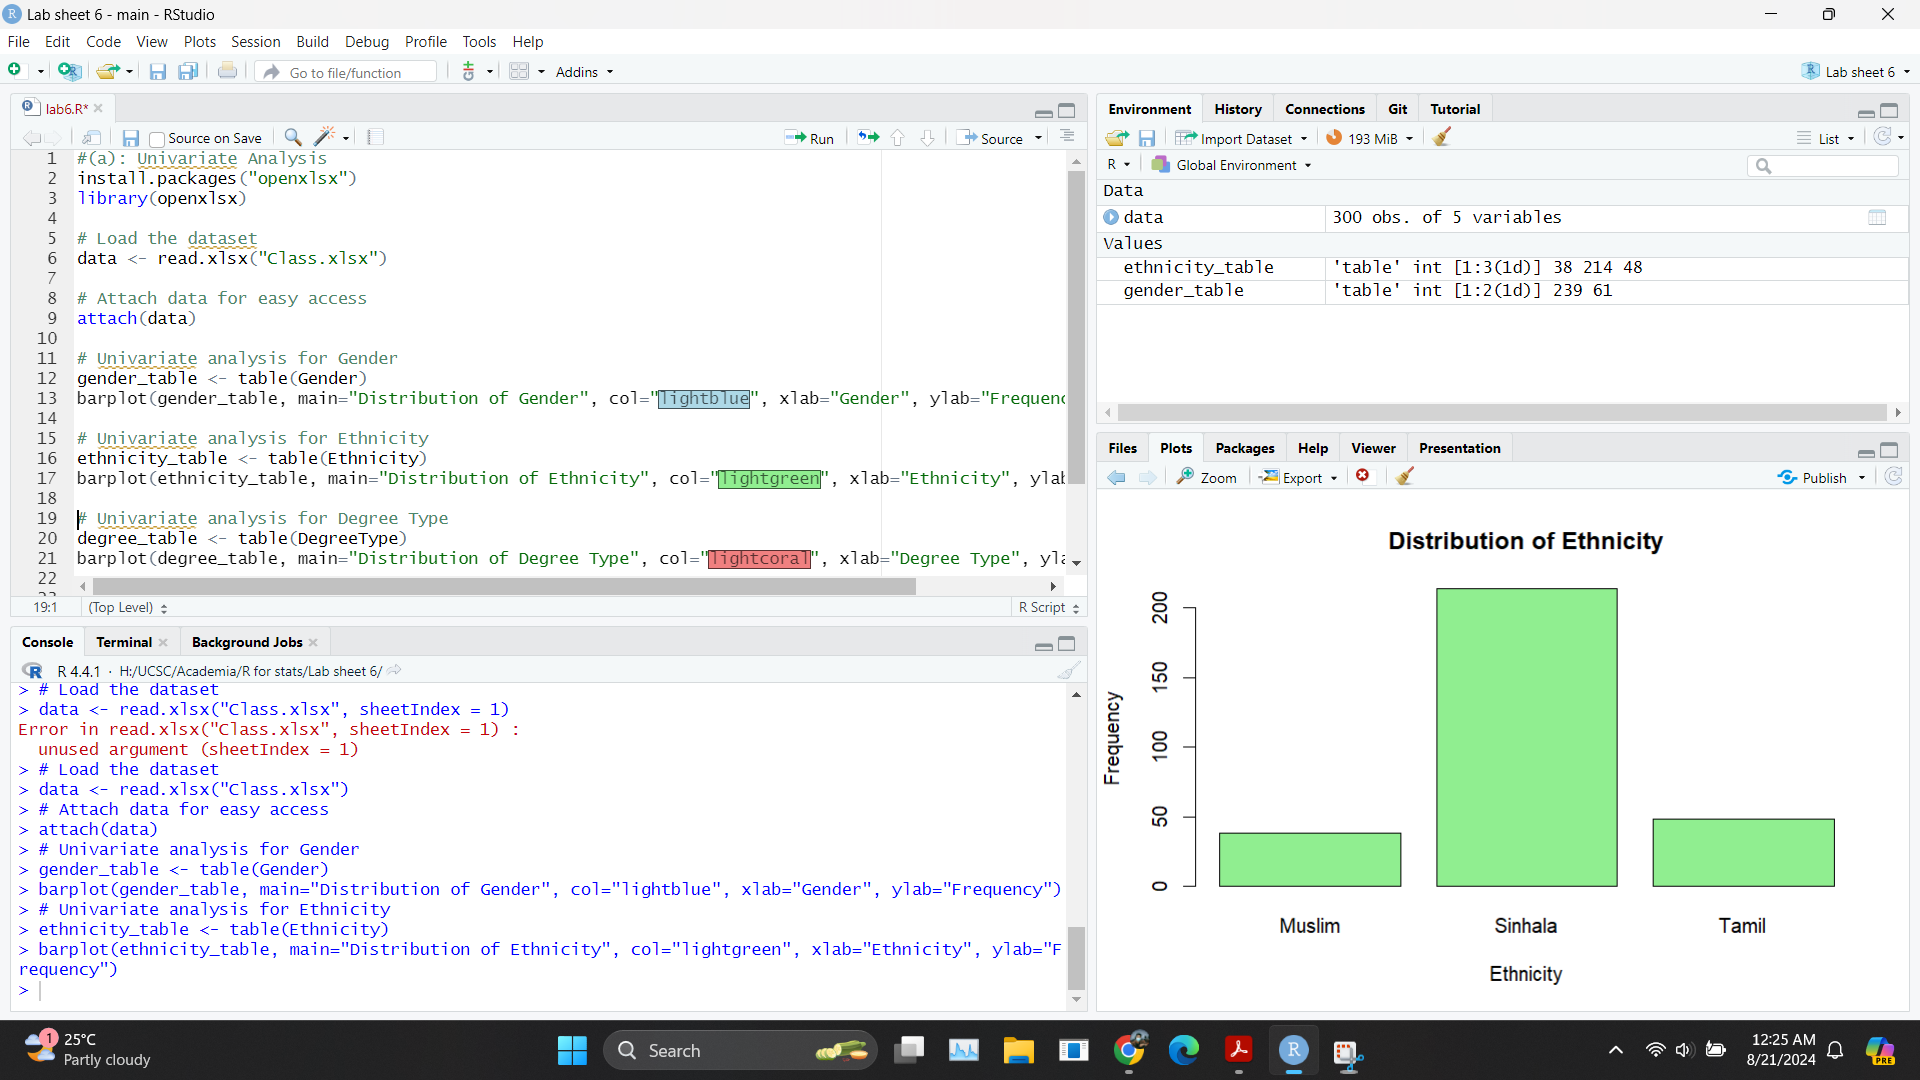 Lab sheet 6 - main - RStudio
File Edit Code View Plots Session Build Debug Profile Tools Help
Go to file/function Addins Lab sheet 6
lab6.R*
Source on Save Run Source
1 #(a): Univariate Analysis
2 install.packages("openxlsx")
3 library(openxlsx)
4
5 # Load the dataset
6 data <- read.xlsx("Class.xlsx")
7
8 # Attach data for easy access
9 attach(data)
10
11 # Univariate analysis for Gender
12 gender_table <- table(Gender)
13 barplot(gender_table, main="Distribution of Gender", col="lightblue", xlab="Gender", ylab="Frequenc
14
15 # Univariate analysis for Ethnicity
16 ethnicity_table <- table(Ethnicity)
17 barplot(ethnicity_table, main="Distribution of Ethnicity", col="lightgreen", xlab="Ethnicity", ylab
18
19 # Univariate analysis for Degree Type
20 degree_table <- table(DegreeType)
21 barplot(degree_table, main="Distribution of Degree Type", col="lightcoral", xlab="Degree Type", yla
22
19:1 (Top Level) R Script
Console Terminal Background Jobs
R 4.4.1 · H:/UCSC/Academia/R for stats/Lab sheet 6/
> # Load the dataset
> data <- read.xlsx("Class.xlsx", sheetIndex = 1)
Error in read.xlsx("Class.xlsx", sheetIndex = 1) :
unused argument (sheetIndex = 1)
> # Load the dataset
> data <- read.xlsx("Class.xlsx")
> # Attach data for easy access
> attach(data)
> # Univariate analysis for Gender
> gender_table <- table(Gender)
> barplot(gender_table, main="Distribution of Gender", col="lightblue", xlab="Gender", ylab="Frequency")
> # Univariate analysis for Ethnicity
> ethnicity_table <- table(Ethnicity)
> barplot(ethnicity_table, main="Distribution of Ethnicity", col="lightgreen", xlab="Ethnicity", ylab="F
requency")
>
Environment History Connections Git Tutorial
Import Dataset 193 MiB List
R Global Environment
Data
data 300 obs. of 5 variables
Values
ethnicity_table 'table' int [1:3(1d)] 38 214 48
gender_table 'table' int [1:2(1d)] 239 61
Files Plots Packages Help Viewer Presentation
Zoom Export Publish
Distribution of Ethnicity
Frequency
200
150
100
50
0
Muslim Sinhala Tamil
Ethnicity
1
25°C
Partly cloudy
Search
12:25 AM
8/21/2024
PRE